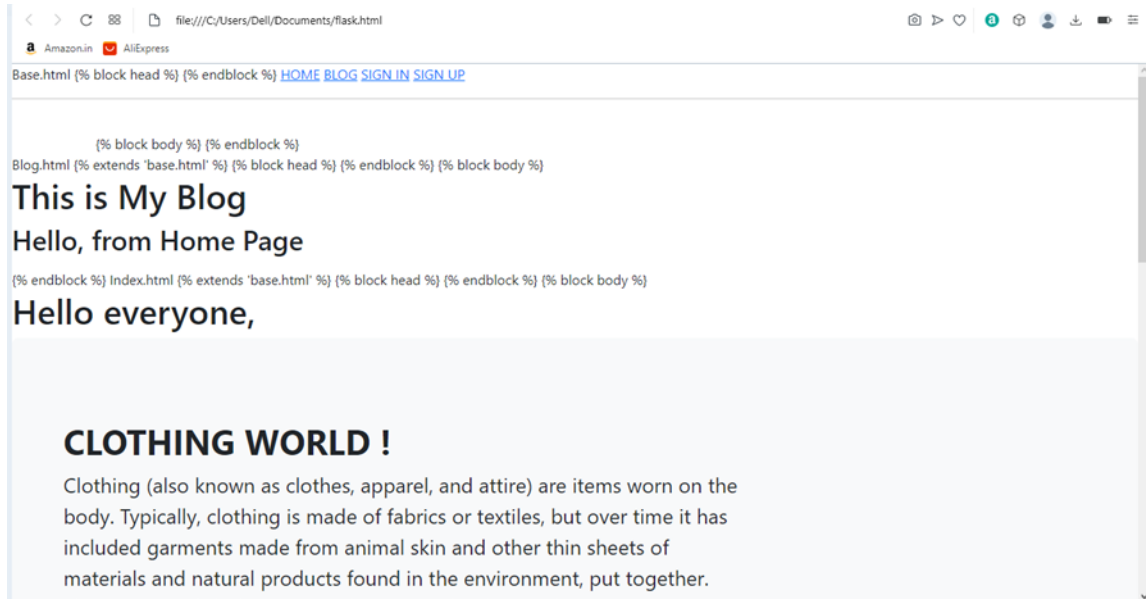 file:///C:/Users/Dell/Documents/flask.html
Amazon.in AliExpress
Base.html {% block head %} {% endblock %} HOME BLOG SIGN IN SIGN UP
{% block body %} {% endblock %}
Blog.html {% extends 'base.html' %} {% block head %} {% endblock %} {% block body %}
This is My Blog
Hello, from Home Page
{% endblock %} Index.html {% extends 'base.html' %} {% block head %} {% endblock %} {% block body %}
Hello everyone,
CLOTHING WORLD !
Clothing (also known as clothes, apparel, and attire) are items worn on the
body. Typically, clothing is made of fabrics or textiles, but over time it has
included garments made from animal skin and other thin sheets of
materials and natural products found in the environment, put together.